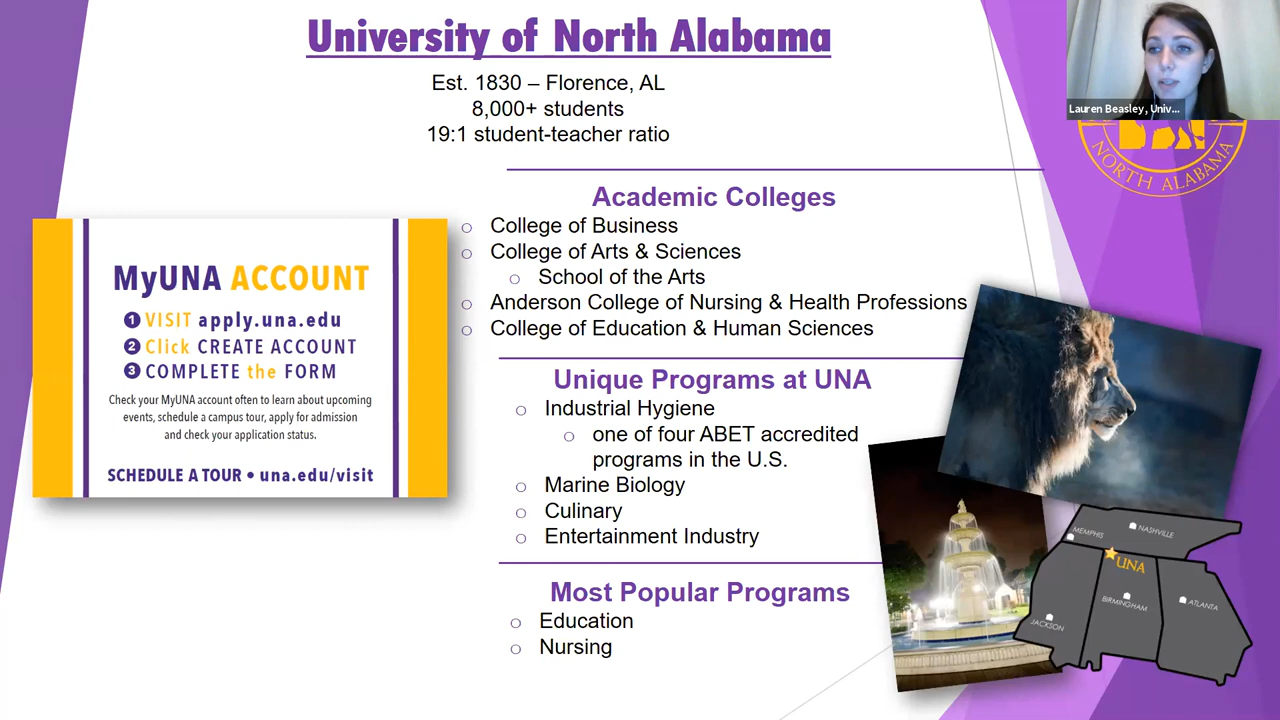 University of North Alabama
Est. 1830 – Florence, AL
8,000+ students
19:1 student-teacher ratio
Lauren Beasley, Univ...
NORTH ALABAMA
Academic Colleges
College of Business
College of Arts & Sciences
School of the Arts
Anderson College of Nursing & Health Professions
College of Education & Human Sciences
MyUNA ACCOUNT
1 VISIT apply.una.edu
2 Click CREATE ACCOUNT
3 COMPLETE the FORM
Check your MyUNA account often to learn about upcoming
events, schedule a campus tour, apply for admission
and check your application status.
SCHEDULE A TOUR • una.edu/visit
Unique Programs at UNA
Industrial Hygiene
one of four ABET accredited
programs in the U.S.
Marine Biology
Culinary
Entertainment Industry
Most Popular Programs
Education
Nursing
MEMPHIS
NASHVILLE
UNA
BIRMINGHAM
ATLANTA
JACKSON